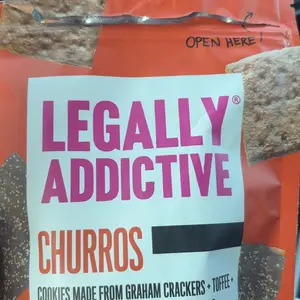 OPEN HERE!
LEGALLY®
ADDICTIVE
CHURROS
COOKIES MADE FROM GRAHAM CRACKERS + TOFFEE +